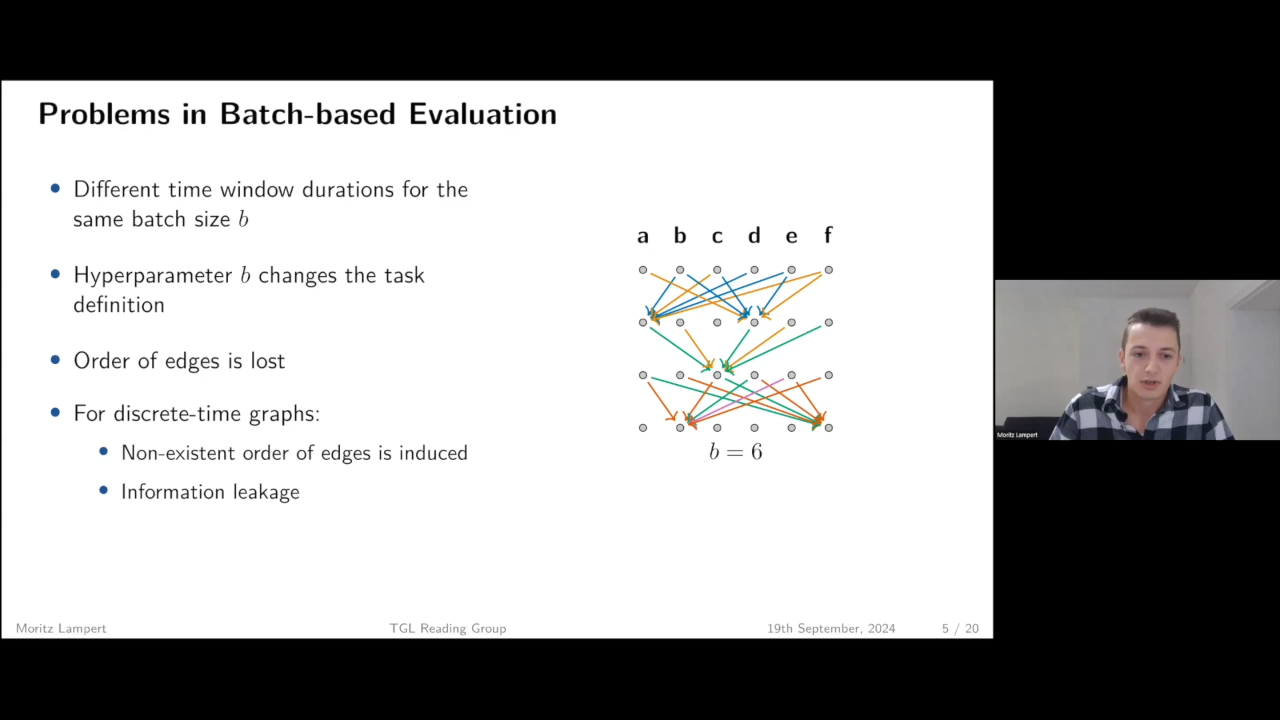 Problems in Batch-based Evaluation
• Different time window durations for the
same batch size b
• Hyperparameter b changes the task
definition
• Order of edges is lost
• For discrete-time graphs:
• Non-existent order of edges is induced
• Information leakage
a b c d e f
b = 6
Moritz Lampert TGL Reading Group 19th September, 2024 5 / 20
Moritz Lampert